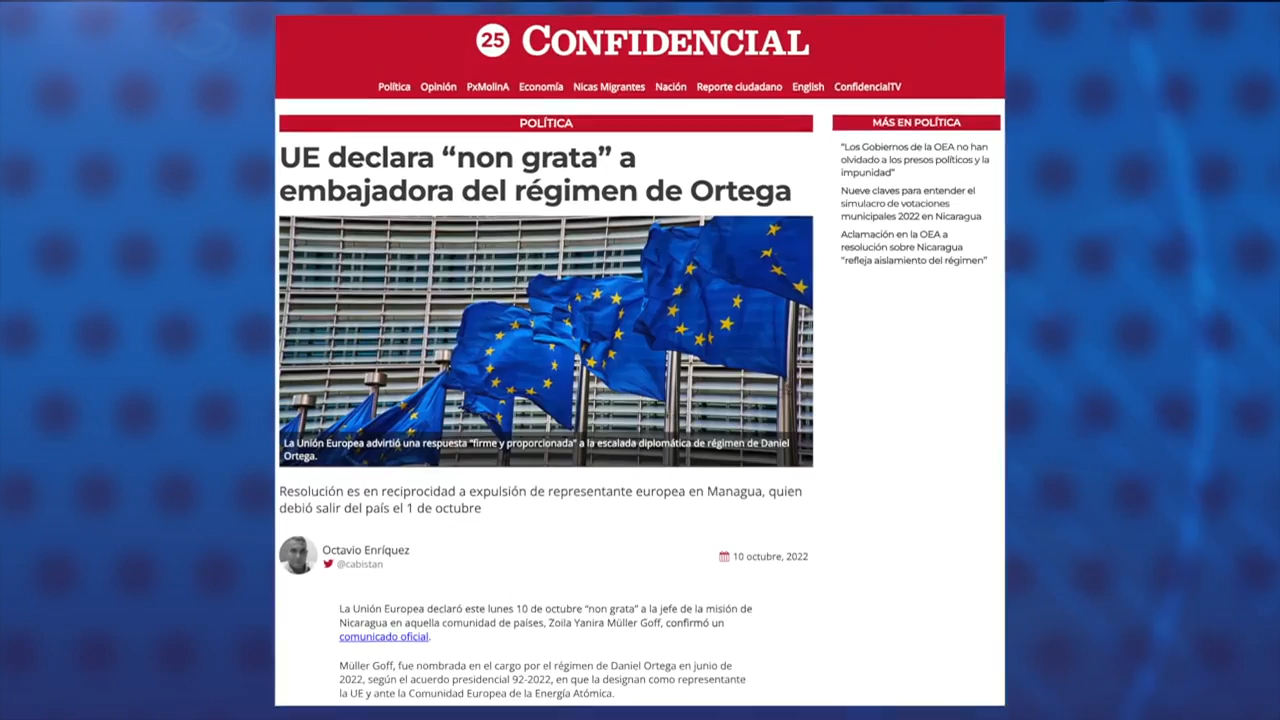 25 CONFIDENCIAL
Política Opinión PxMolinA Economía Nicas Migrantes Nación Reporte ciudadano English ConfidencialTV
POLÍTICA
UE declara “non grata” a
embajadora del régimen de Ortega
La Unión Europea advirtió una respuesta “firme y proporcionada” a la escalada diplomática de régimen de Daniel
Ortega.
Resolución es en reciprocidad a expulsión de representante europea en Managua, quien
debió salir del país el 1 de octubre
Octavio Enríquez
@cabistan
10 octubre, 2022
La Unión Europea declaró este lunes 10 de octubre “non grata” a la jefe de la misión de
Nicaragua en aquella comunidad de países, Zoila Yanira Müller Goff, confirmó un
comunicado oficial.
Müller Goff, fue nombrada en el cargo por el régimen de Daniel Ortega en junio de
2022, según el acuerdo presidencial 92-2022, en que la designan como representante
la UE y ante la Comunidad Europea de la Energía Atómica.
MÁS EN POLÍTICA
“Los Gobiernos de la OEA no han
olvidado a los presos políticos y la
impunidad”
Nueve claves para entender el
simulacro de votaciones
municipales 2022 en Nicaragua
Aclamación en la OEA a
resolución sobre Nicaragua
“refleja aislamiento del régimen”